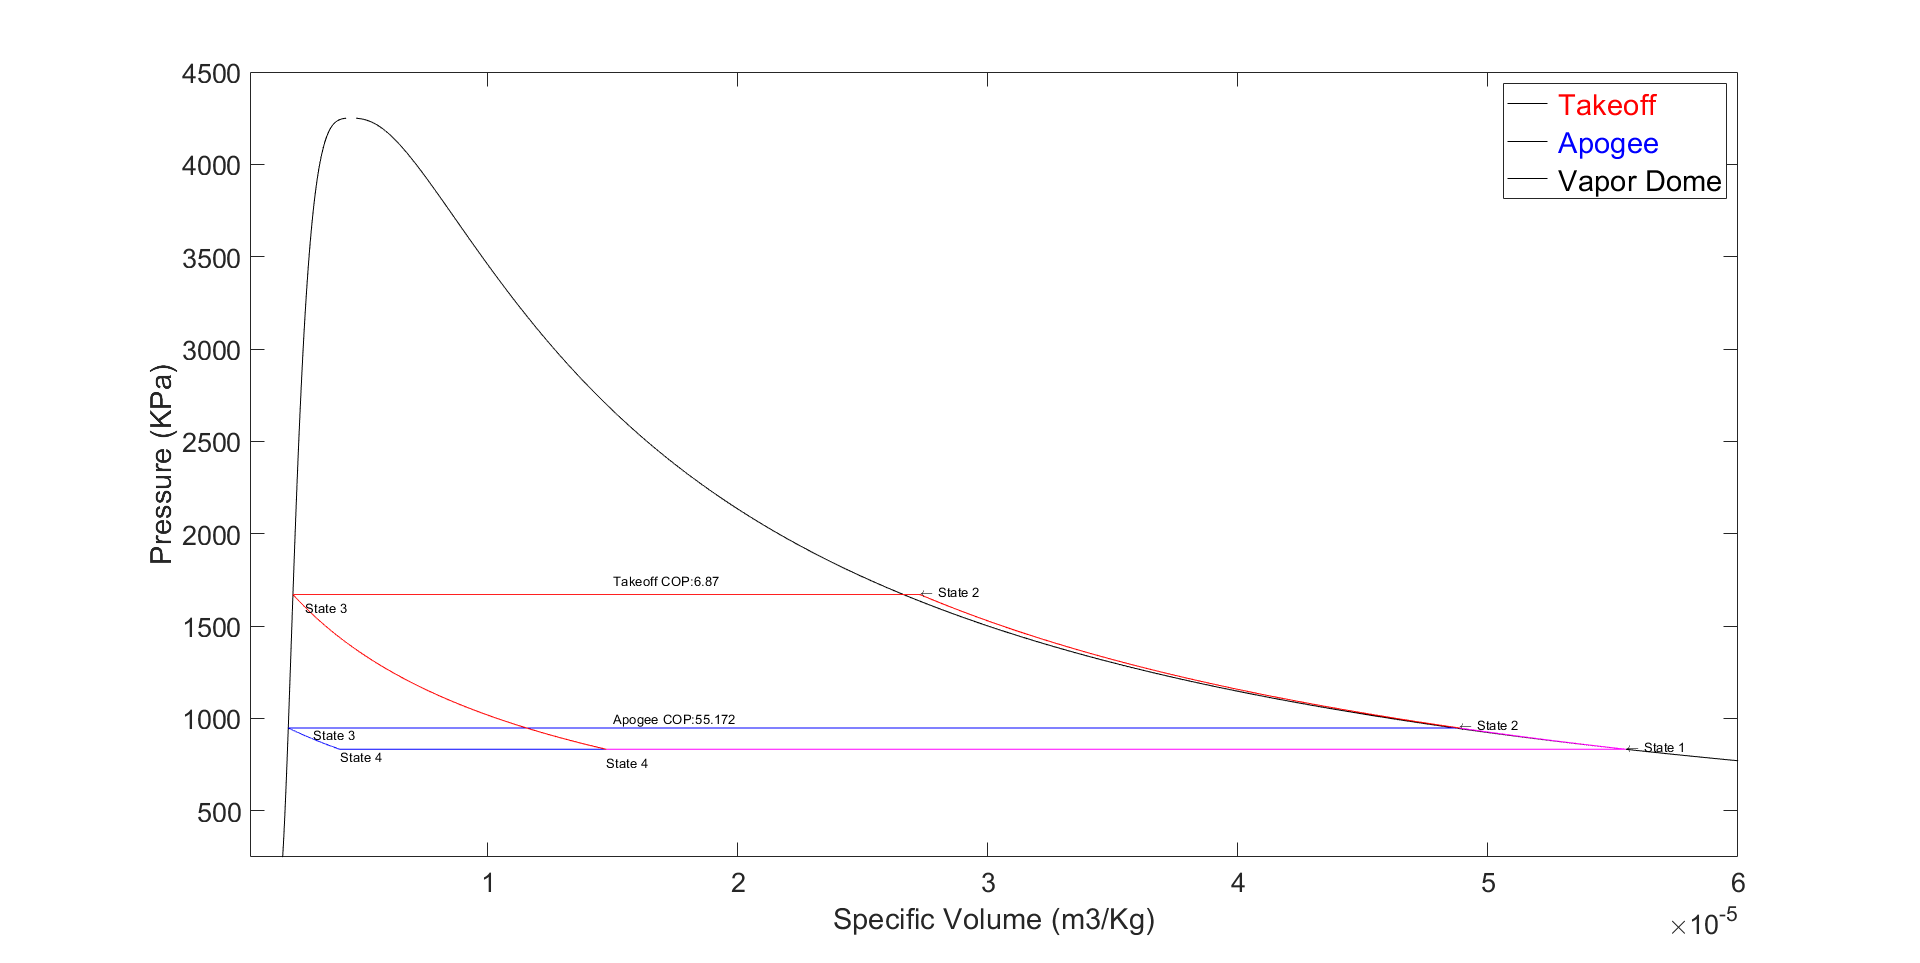 4500
4000
3500
3000
2500
2000
1500
1000
500
Pressure (KPa)
Takeoff
Apogee
Vapor Dome
Takeoff COP:6.87
← State 2
State 3
Apogee COP:55.172
← State 2
State 3
State 4
State 4
← State 1
1
2
3
4
5
6
Specific Volume (m3/Kg)
×10-5